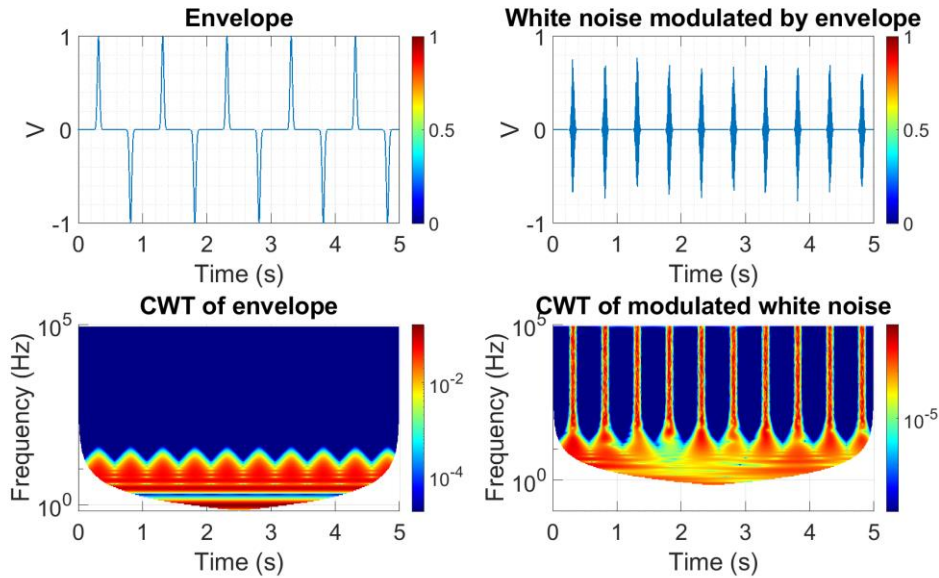 Envelope
1
0
-1
V
0 1 2 3 4 5
Time (s)
1
0.5
0
White noise modulated by envelope
1
0
-1
V
0 1 2 3 4 5
Time (s)
1
0.5
0
CWT of envelope
10^5
10^0
Frequency (Hz)
0 1 2 3 4 5
Time (s)
10^-2
10^-4
CWT of modulated white noise
10^5
10^0
Frequency (Hz)
0 1 2 3 4 5
Time (s)
10^-5